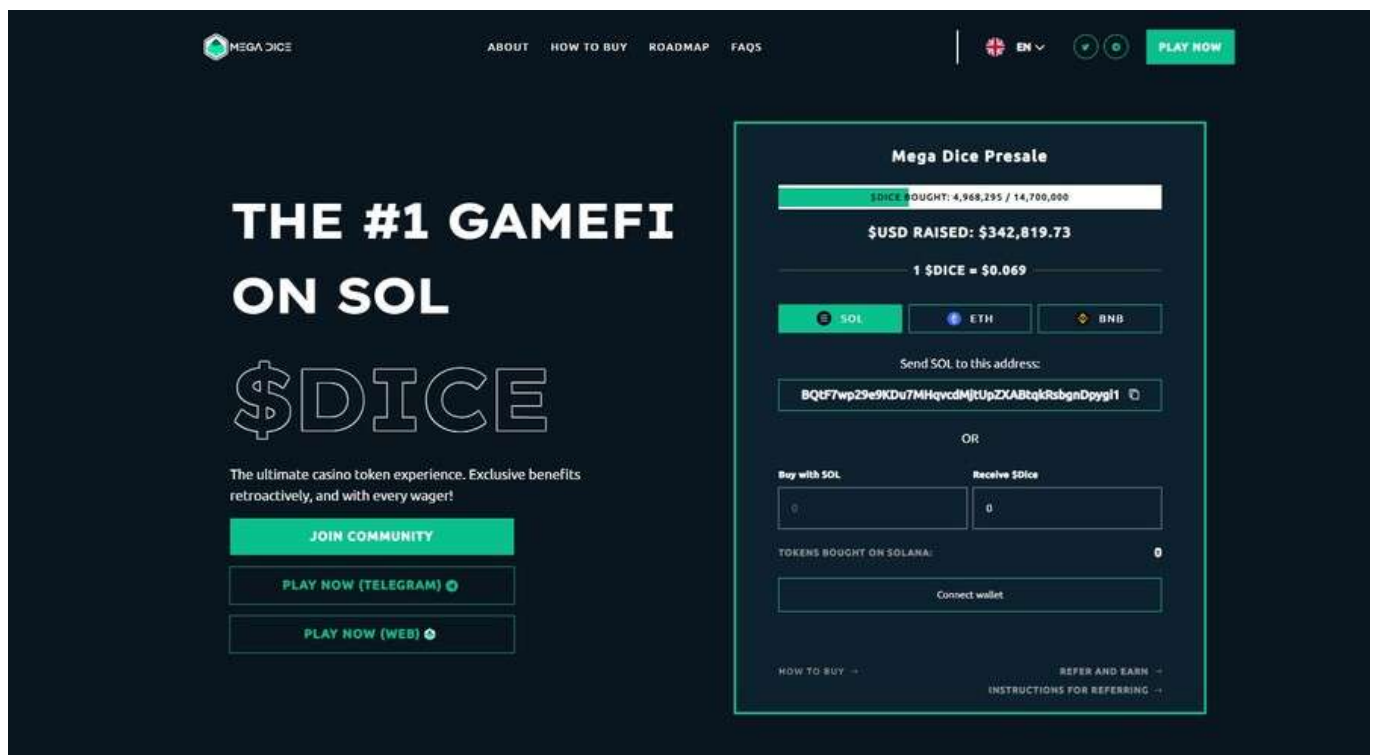 MEGA DICE
ABOUT HOW TO BUY ROADMAP FAQS
EN
PLAY NOW
THE #1 GAMEFI
ON SOL
$DICE
The ultimate casino token experience. Exclusive benefits
retroactively, and with every wager!
JOIN COMMUNITY
PLAY NOW (TELEGRAM)
PLAY NOW (WEB)
Mega Dice Presale
$DICE BOUGHT: 4,968,295 / 14,700,000
$USD RAISED: $342,819.73
1 $DICE = $0.069
SOL ETH BNB
Send SOL to this address:
OR
Buy with SOL Receive $Dice
0 0
TOKENS BOUGHT ON SOLANA: 0
Connect wallet
HOW TO BUY → REFER AND EARN →
INSTRUCTIONS FOR REFERRING →